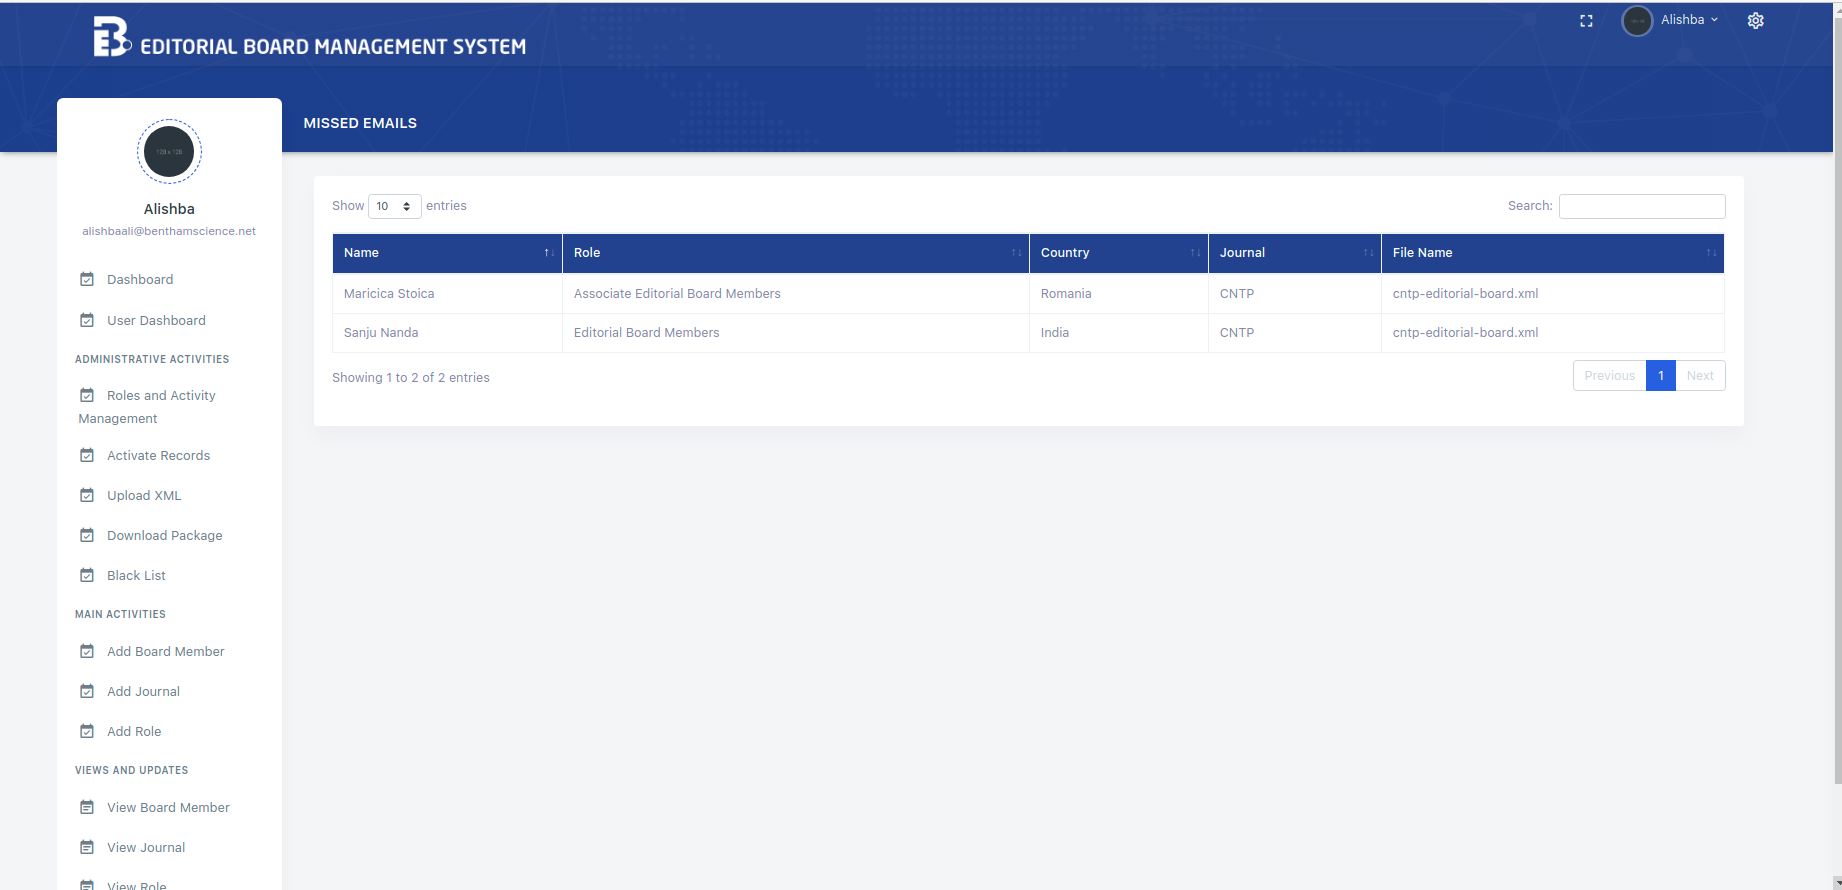 EDITORIAL BOARD MANAGEMENT SYSTEM
Alishba
MISSED EMAILS
128 x 128
Alishba
alishbaali@benthamscience.net
Dashboard
User Dashboard
ADMINISTRATIVE ACTIVITIES
Roles and Activity
Management
Activate Records
Upload XML
Download Package
Black List
MAIN ACTIVITIES
Add Board Member
Add Journal
Add Role
VIEWS AND UPDATES
View Board Member
View Journal
View Role
Show 10 entries
Search:
Name Role Country Journal File Name
Maricica Stoica Associate Editorial Board Members Romania CNTP cntp-editorial-board.xml
Sanju Nanda Editorial Board Members India CNTP cntp-editorial-board.xml
Showing 1 to 2 of 2 entries
Previous 1 Next